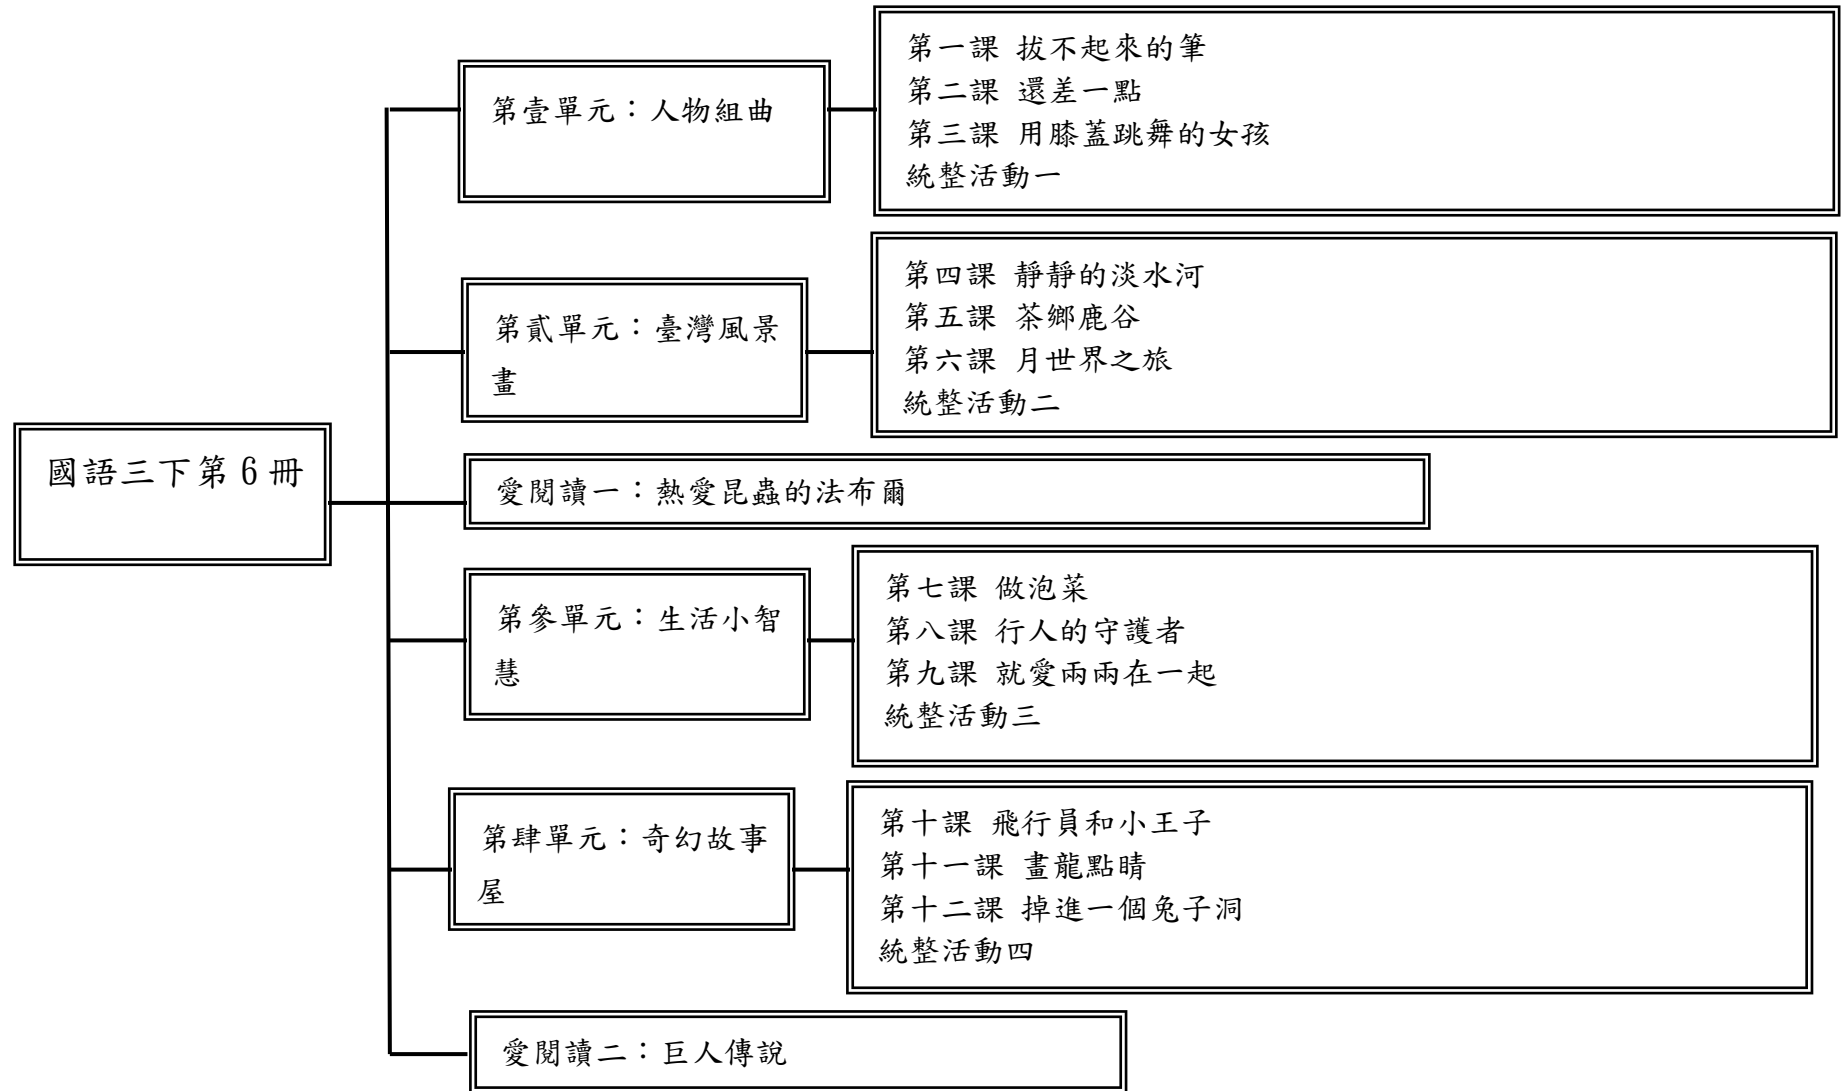 國語三下第 6 冊
第壹單元：人物組曲
第一課 拔不起來的筆
第二課 還差一點
第三課 用膝蓋跳舞的女孩
統整活動一
第貳單元：臺灣風景
畫
第四課 靜靜的淡水河
第五課 茶鄉鹿谷
第六課 月世界之旅
統整活動二
愛閱讀一：熱愛昆蟲的法布爾
第參單元：生活小智
慧
第七課 做泡菜
第八課 行人的守護者
第九課 就愛兩兩在一起
統整活動三
第肆單元：奇幻故事
屋
第十課 飛行員和小王子
第十一課 畫龍點睛
第十二課 掉進一個兔子洞
統整活動四
愛閱讀二：巨人傳說